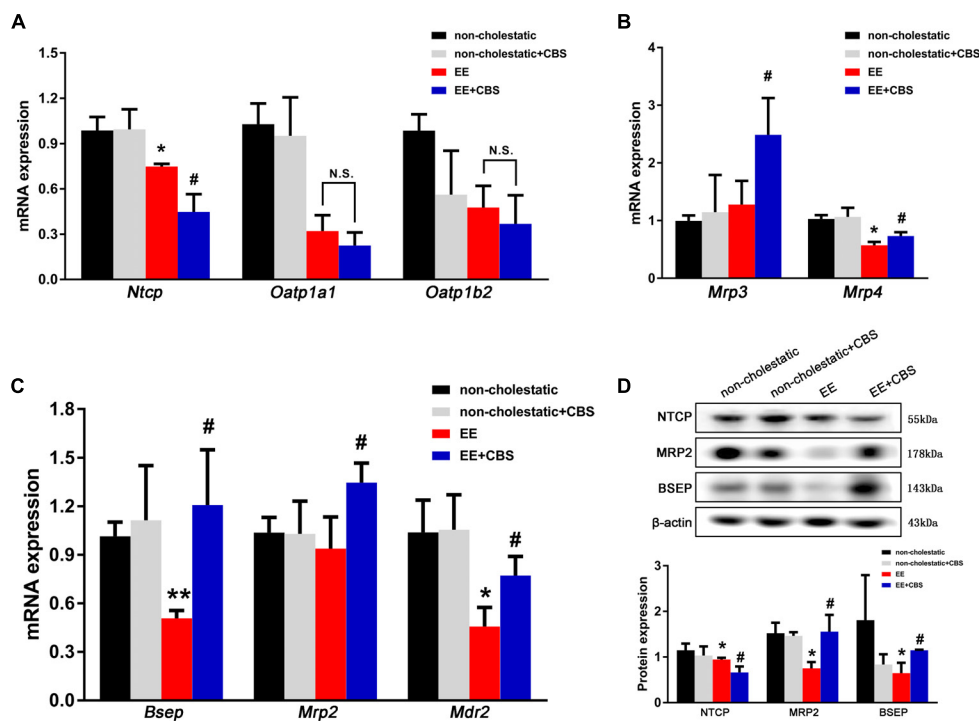 A
non-cholestatic
non-cholestatic+CBS
EE
EE+CBS
mRNA expression
1.5
1.2
0.9
0.6
0.3
0.0
*
#
N.S.
N.S.
Ntcp
Oatp1a1
Oatp1b2
B
non-cholestatic
non-cholestatic+CBS
EE
EE+CBS
mRNA expression
4
3
2
1
0
#
*
#
Mrp3
Mrp4
C
non-cholestatic
non-cholestatic+CBS
EE
EE+CBS
mRNA expression
1.8
1.5
1.2
0.9
0.6
0.3
0.0
**
#
#
*
#
Bsep
Mrp2
Mdr2
D
non-cholestatic
non-cholestatic+CBS
EE
EE+CBS
NTCP
55kDa
MRP2
178kDa
BSEP
143kDa
β-actin
43kDa
non-cholestatic
non-cholestatic+CBS
EE
EE+CBS
Protein expression
3
2
1
0
*
#
*
#
*
#
NTCP
MRP2
BSEP